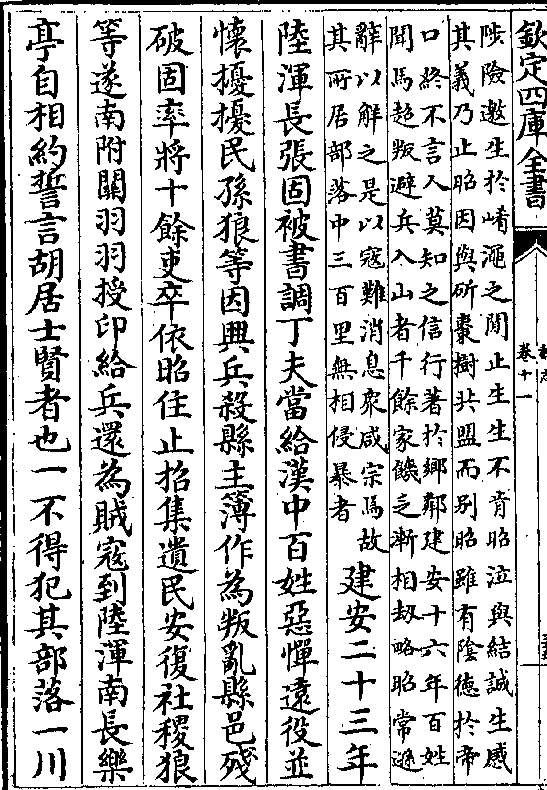 欽定四庫全書
魏志
卷十一
陟險邀生於崤澠之間止生生不肯昭泣與結誠生感
其義乃止昭因與斫棗樹共盟而别昭雖有陰德於帝
口終不言人莫知之信行著於鄉鄰建安十六年百姓
聞馬超叛避兵入山者千餘家饑乏漸相刼略昭常遜
辭以解之是以寇難消息衆咸宗焉故
其所居部落中三百里無相侵暴者
建安二十三年
陸渾長張固被書調丁夫當給漢中百姓惡憚遠役並
懷擾擾民孫狼等因興兵殺縣主簿作為叛亂縣邑殘
破固率將十餘吏卒依昭住止招集遺民安復社稷狼
等遂南附關羽羽授印給兵還為賊寇到陸渾南長樂
亭自相約誓言胡居士賢者也一不得犯其部落一川